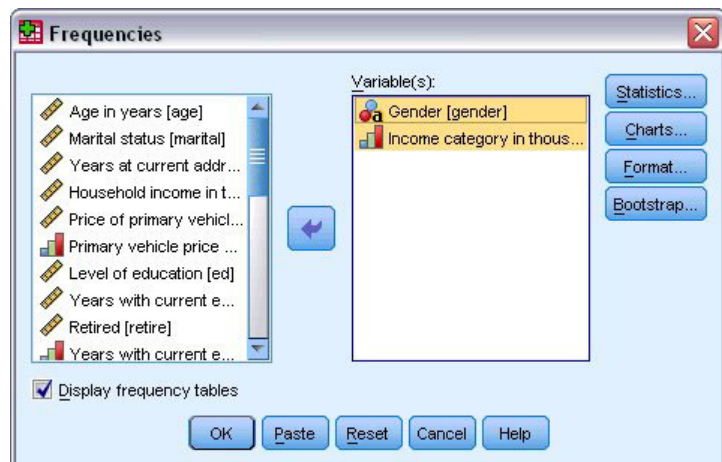 Frequencies
Age in years [age]
Marital status [marital]
Years at current addr...
Household income in t...
Price of primary vehicl...
Primary vehicle price ...
Level of education [ed]
Years with current e...
Retired [retire]
Years with current e...
Variable(s):
a Gender [gender]
Income category in thous...
Statistics...
Charts...
Format...
Bootstrap...
Display frequency tables
OK
Paste
Reset
Cancel
Help